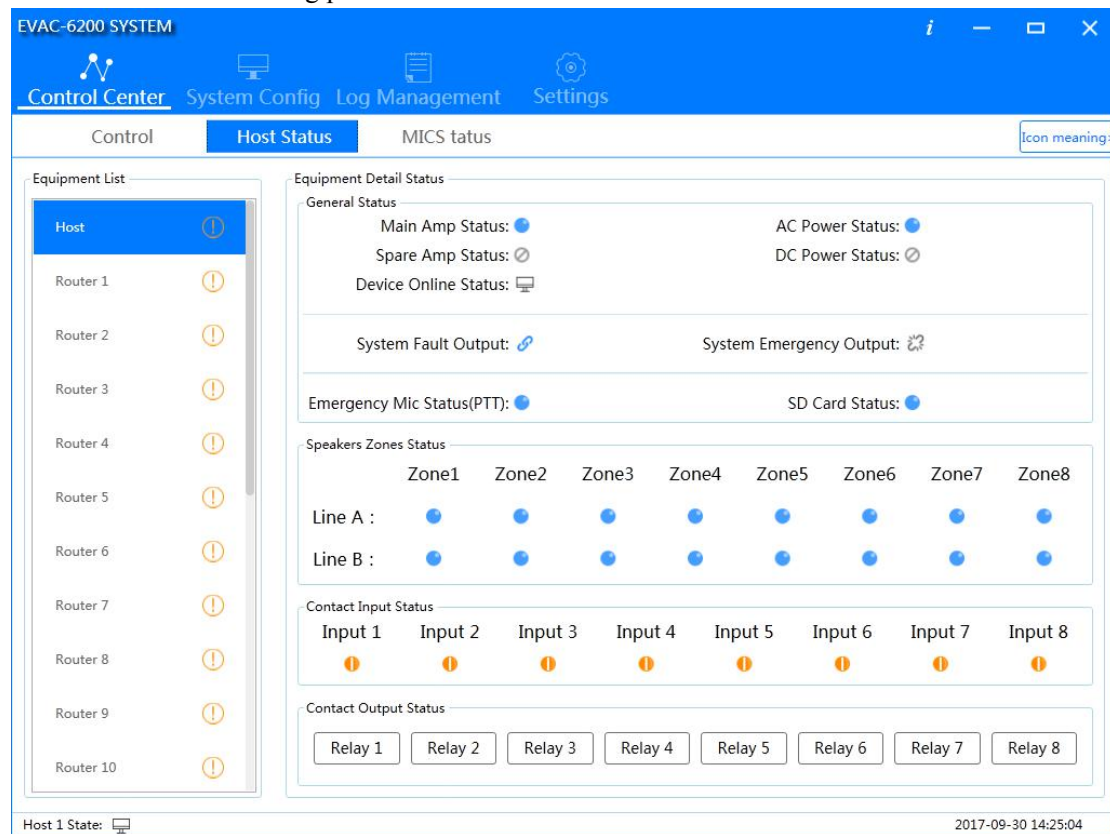 EVAC-6200 SYSTEM
i
Control Center System Config Log Management Settings
Control Host Status MICS tatus Icon meaning
Equipment List
Host
Router 1
Router 2
Router 3
Router 4
Router 5
Router 6
Router 7
Router 8
Router 9
Router 10
Equipment Detail Status
General Status
Main Amp Status: AC Power Status:
Spare Amp Status: DC Power Status:
Device Online Status:
System Fault Output: System Emergency Output:
Emergency Mic Status(PTT): SD Card Status:
Speakers Zones Status
Zone1 Zone2 Zone3 Zone4 Zone5 Zone6 Zone7 Zone8
Line A :
Line B :
Contact Input Status
Input 1 Input 2 Input 3 Input 4 Input 5 Input 6 Input 7 Input 8
Contact Output Status
Relay 1 Relay 2 Relay 3 Relay 4 Relay 5 Relay 6 Relay 7 Relay 8
Host 1 State: 2017-09-30 14:25:04